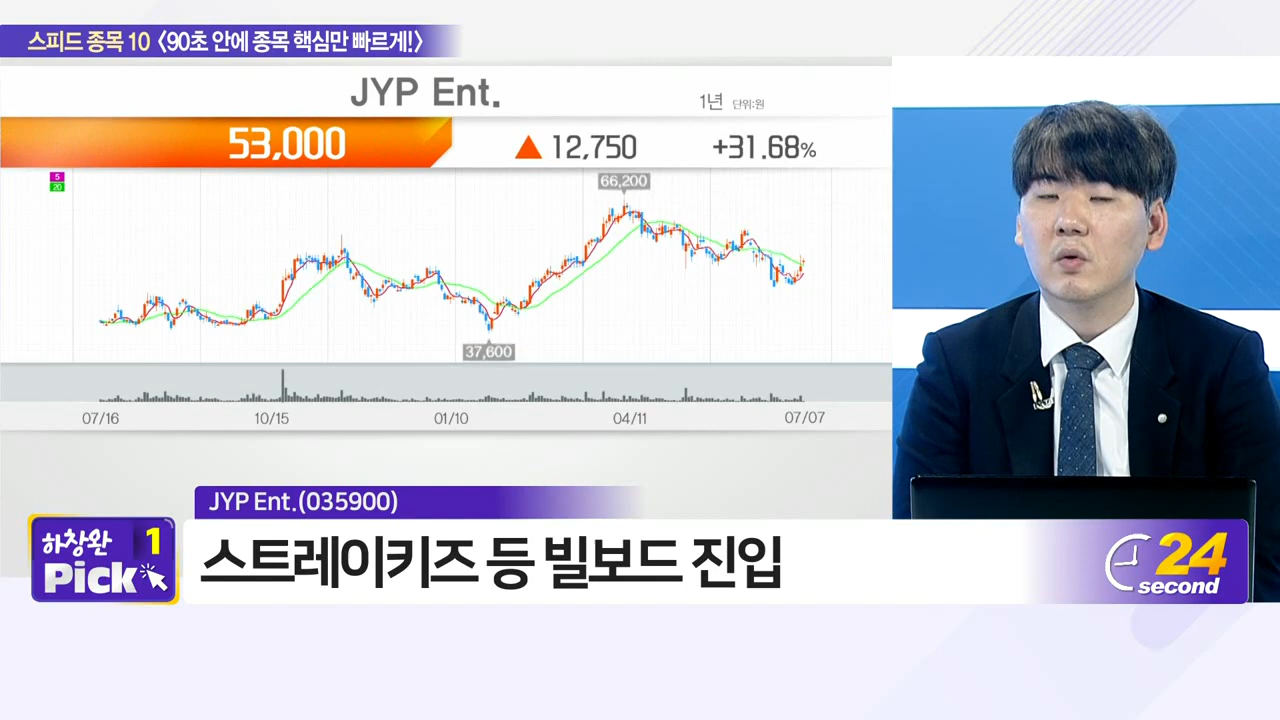 스피드 종목 10 〈90초 안에 종목 핵심만 빠르게!〉
JYP Ent.
1년 단위:원
53,000 ▲ 12,750 +31.68%
5
20
66,200
37,600
07/16 10/15 01/10 04/11 07/07
JYP Ent.(035900)
하창완 1
Pick
스트레이키즈 등 빌보드 진입
24
second